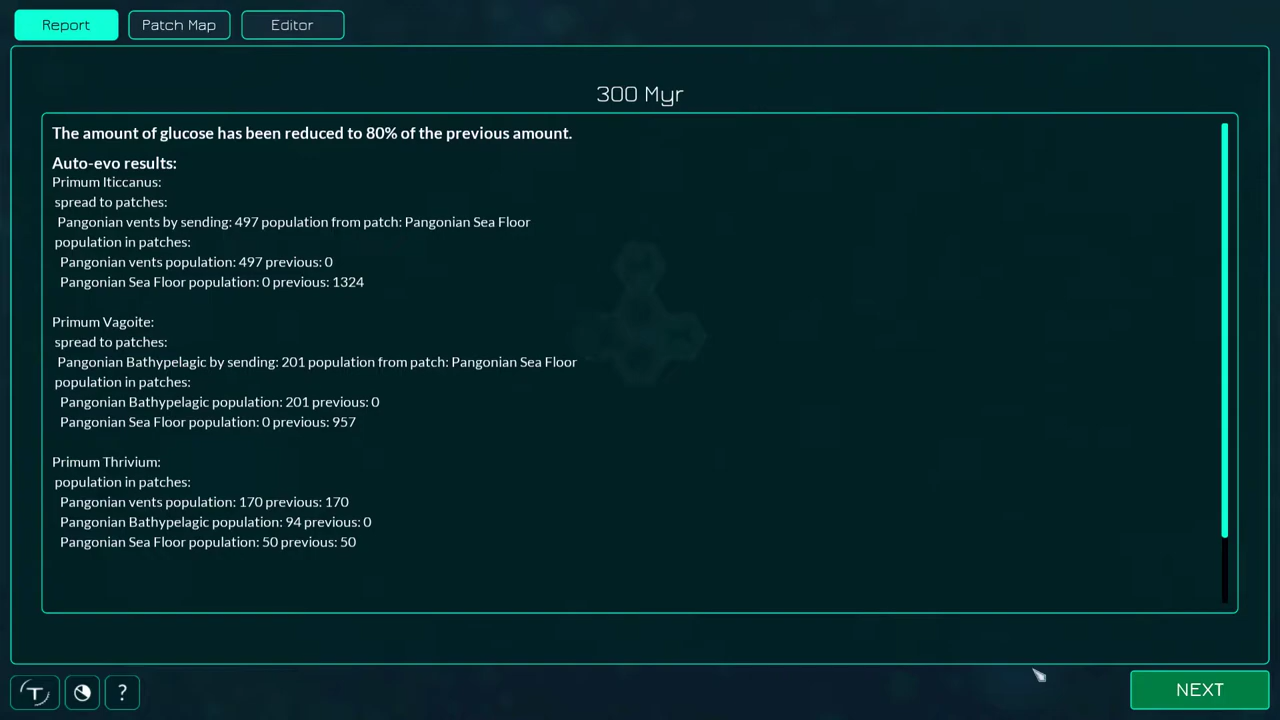 Report
Patch Map
Editor
300 Myr
The amount of glucose has been reduced to 80% of the previous amount.
Auto-evo results:
Primum Iticcanus:
spread to patches:
Pangonian vents by sending: 497 population from patch: Pangonian Sea Floor
population in patches:
Pangonian vents population: 497 previous: 0
Pangonian Sea Floor population: 0 previous: 1324
Primum Vagoite:
spread to patches:
Pangonian Bathypelagic by sending: 201 population from patch: Pangonian Sea Floor
population in patches:
Pangonian Bathypelagic population: 201 previous: 0
Pangonian Sea Floor population: 0 previous: 957
Primum Thrivium:
population in patches:
Pangonian vents population: 170 previous: 170
Pangonian Bathypelagic population: 94 previous: 0
Pangonian Sea Floor population: 50 previous: 50
T
?
NEXT